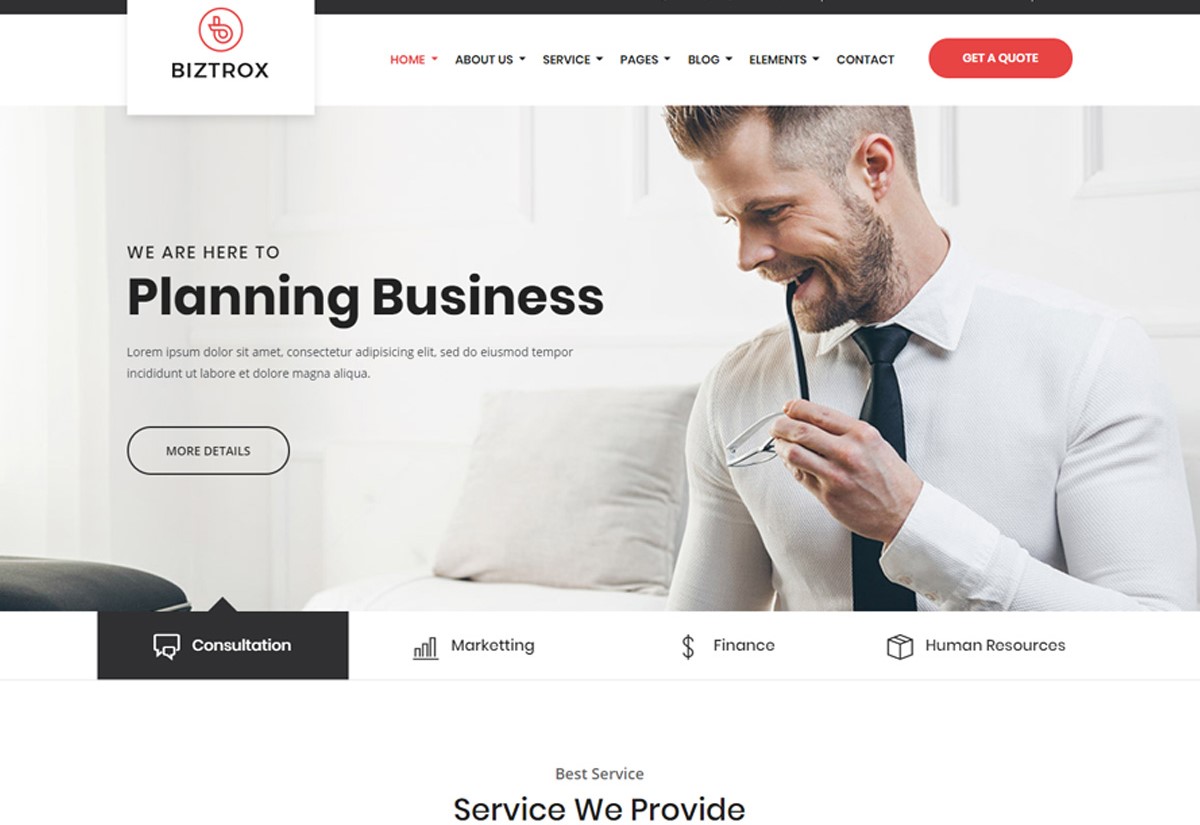 BIZTROX
HOME ABOUT US SERVICE PAGES BLOG ELEMENTS CONTACT GET A QUOTE
WE ARE HERE TO
Planning Business
Lorem ipsum dolor sit amet, consectetur adipisicing elit, sed do eiusmod tempor
incididunt ut labore et dolore magna aliqua.
MORE DETAILS
Consultation Marketting Finance Human Resources
Best Service
Service We Provide